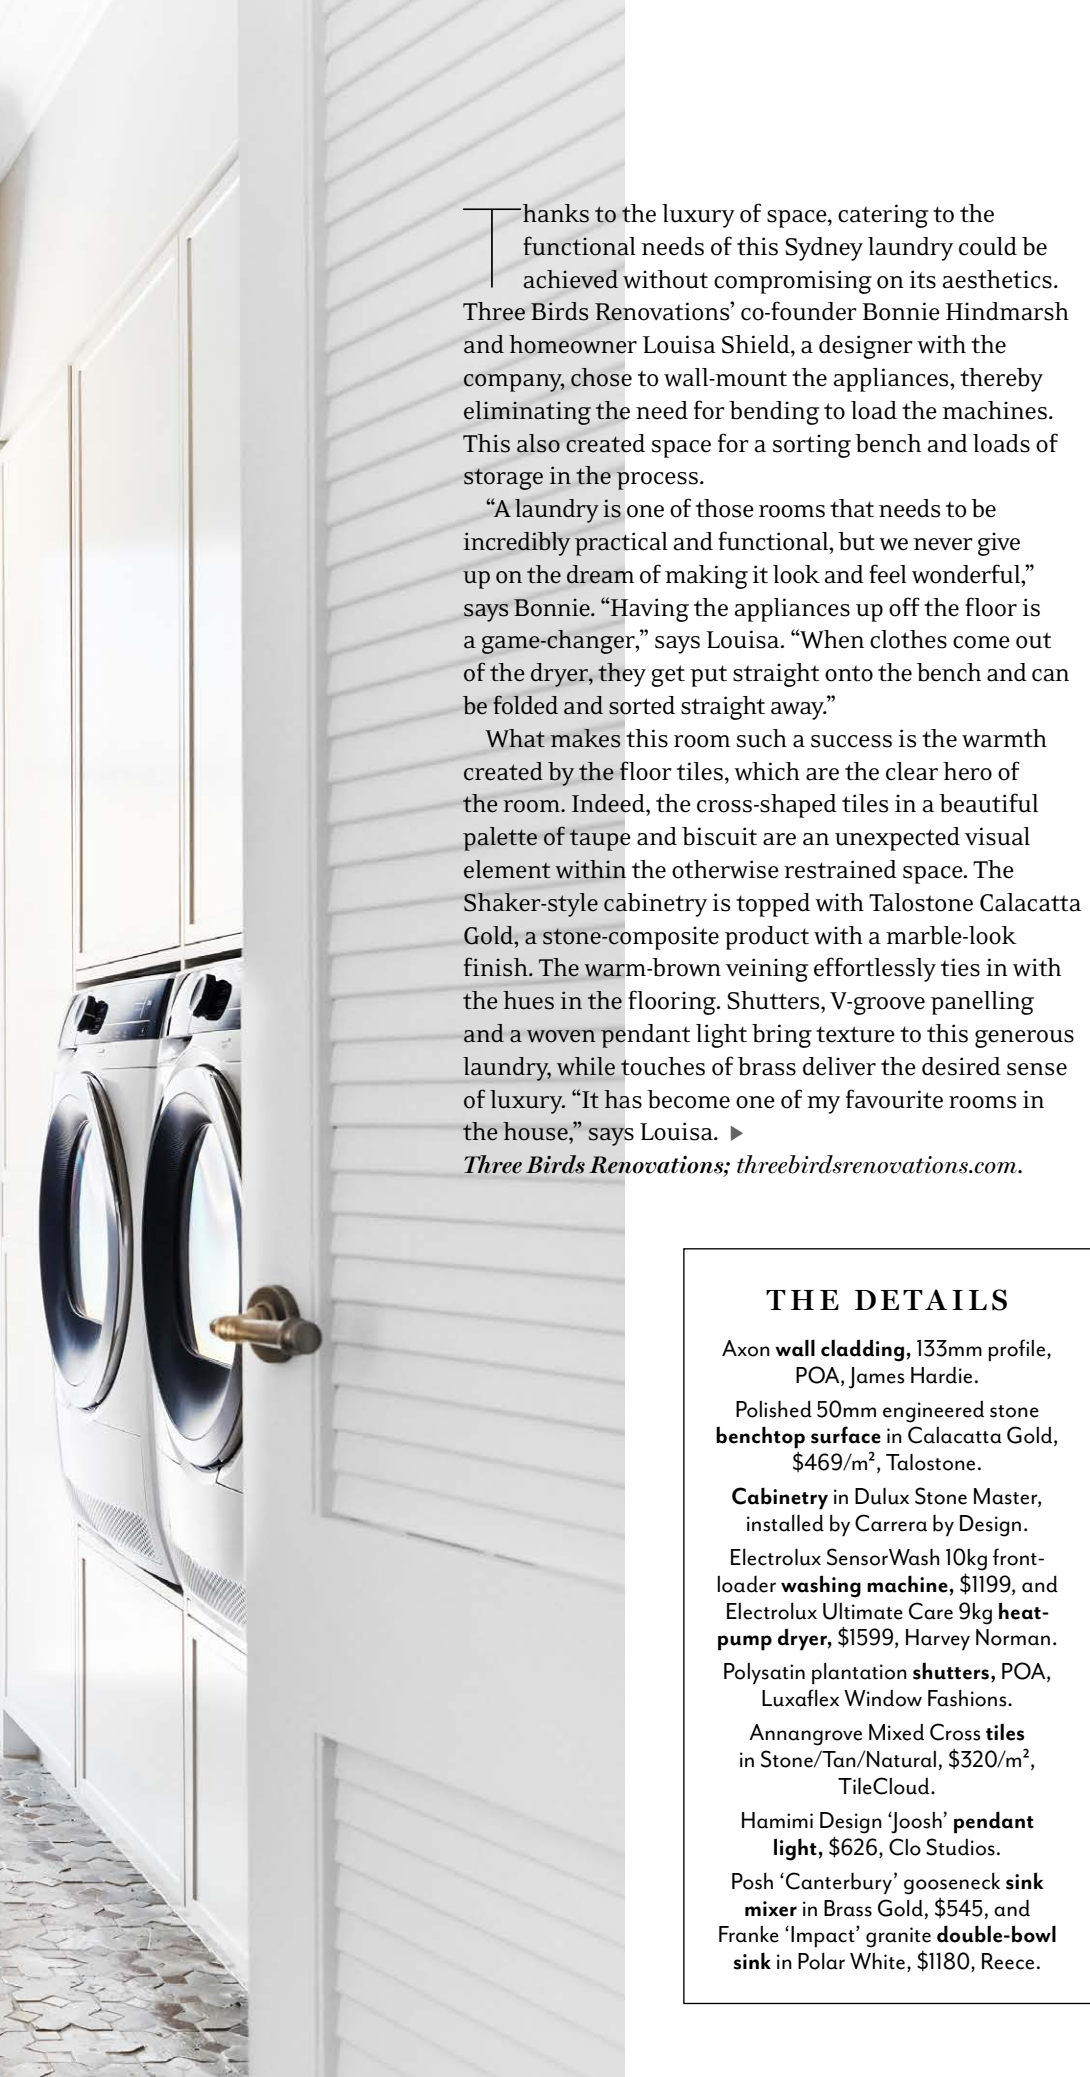 Thanks to the luxury of space, catering to the
functional needs of this Sydney laundry could be
achieved without compromising on its aesthetics.
Three Birds Renovations’ co-founder Bonnie Hindmarsh
and homeowner Louisa Shield, a designer with the
company, chose to wall-mount the appliances, thereby
eliminating the need for bending to load the machines.
This also created space for a sorting bench and loads of
storage in the process.
“A laundry is one of those rooms that needs to be
incredibly practical and functional, but we never give
up on the dream of making it look and feel wonderful,”
says Bonnie. “Having the appliances up off the floor is
a game-changer,” says Louisa. “When clothes come out
of the dryer, they get put straight onto the bench and can
be folded and sorted straight away.”
What makes this room such a success is the warmth
created by the floor tiles, which are the clear hero of
the room. Indeed, the cross-shaped tiles in a beautiful
palette of taupe and biscuit are an unexpected visual
element within the otherwise restrained space. The
Shaker-style cabinetry is topped with Talostone Calacatta
Gold, a stone-composite product with a marble-look
finish. The warm-brown veining effortlessly ties in with
the hues in the flooring. Shutters, V-groove panelling
and a woven pendant light bring texture to this generous
laundry, while touches of brass deliver the desired sense
of luxury. “It has become one of my favourite rooms in
the house,” says Louisa. ▶
Three Birds Renovations; threebirdsrenovations.com.
THE DETAILS
Axon wall cladding, 133mm profile,
POA, James Hardie.
Polished 50mm engineered stone
benchtop surface in Calacatta Gold,
$469/m², Talostone.
Cabinetry in Dulux Stone Master,
installed by Carrera by Design.
Electrolux SensorWash 10kg front-
loader washing machine, $1199, and
Electrolux Ultimate Care 9kg heat-
pump dryer, $1599, Harvey Norman.
Polysatin plantation shutters, POA,
Luxaflex Window Fashions.
Annangrove Mixed Cross tiles
in Stone/Tan/Natural, $320/m²,
TileCloud.
Hamimi Design ‘Joosh’ pendant
light, $626, Clo Studios.
Posh ‘Canterbury’ gooseneck sink
mixer in Brass Gold, $545, and
Franke ‘Impact’ granite double-bowl
sink in Polar White, $1180, Reece.